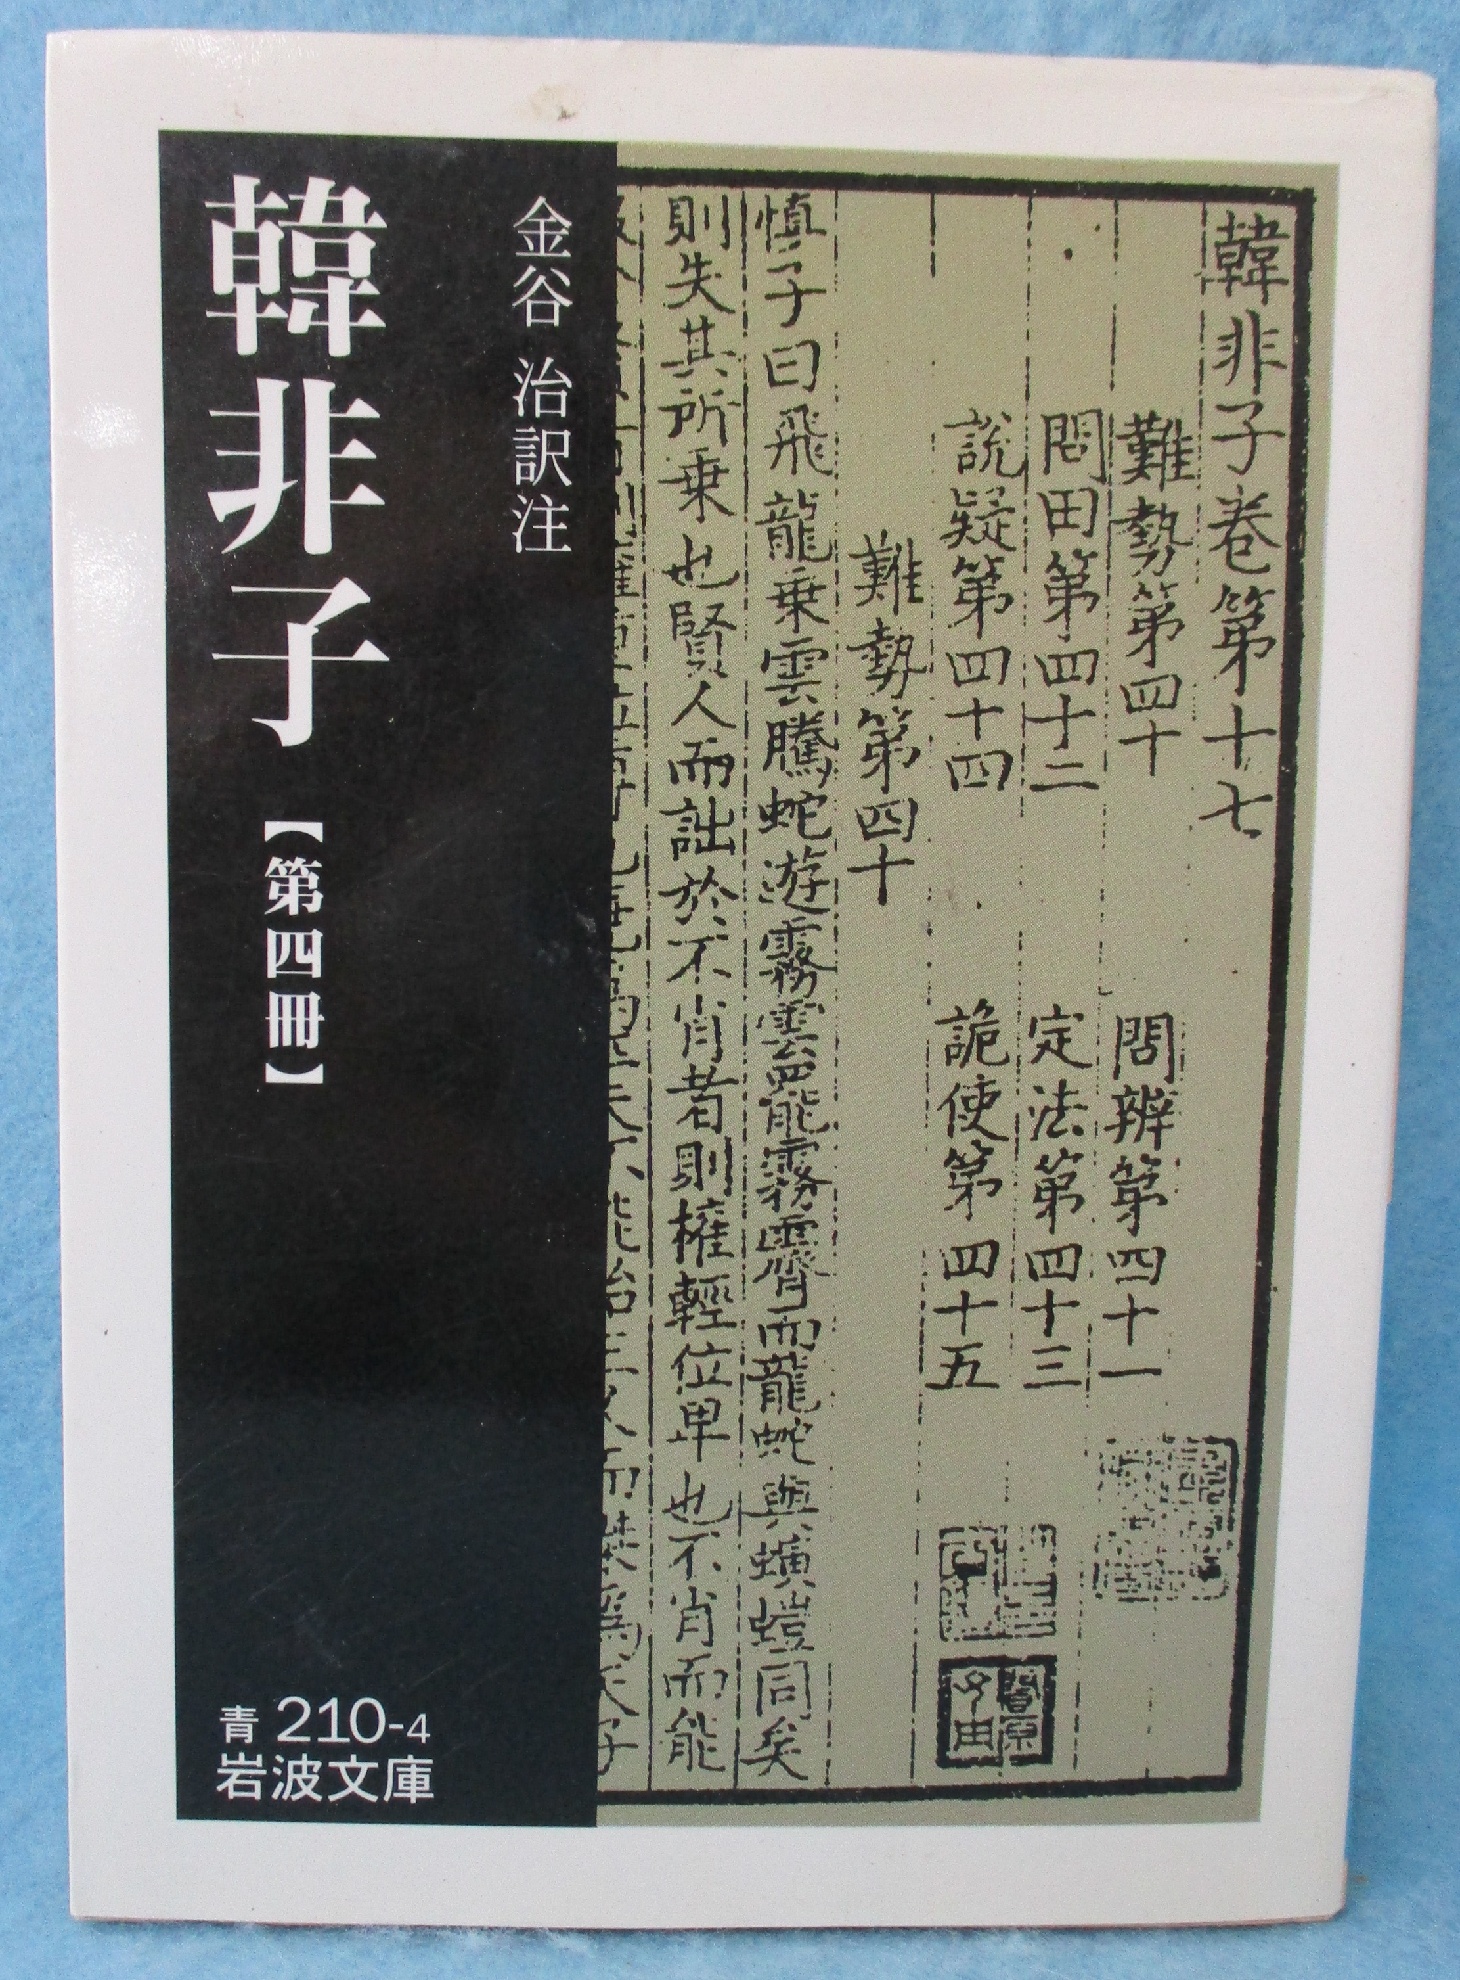 韓非子巻第十七
難勢第四十　問辨第四十一
問田第四十二　定法第四十三
說疑第四十四　詭使第四十五
難勢第四十
慎子曰飛龍乗雲騰蛇遊霧雲罷霧霽而龍蛇與螾螘同矣
則失其所乗也賢人而詘於不肖者則権輕位卑也不肖而能
金谷 治訳注
韓非子
【第四冊】
青 210-4
岩波文庫